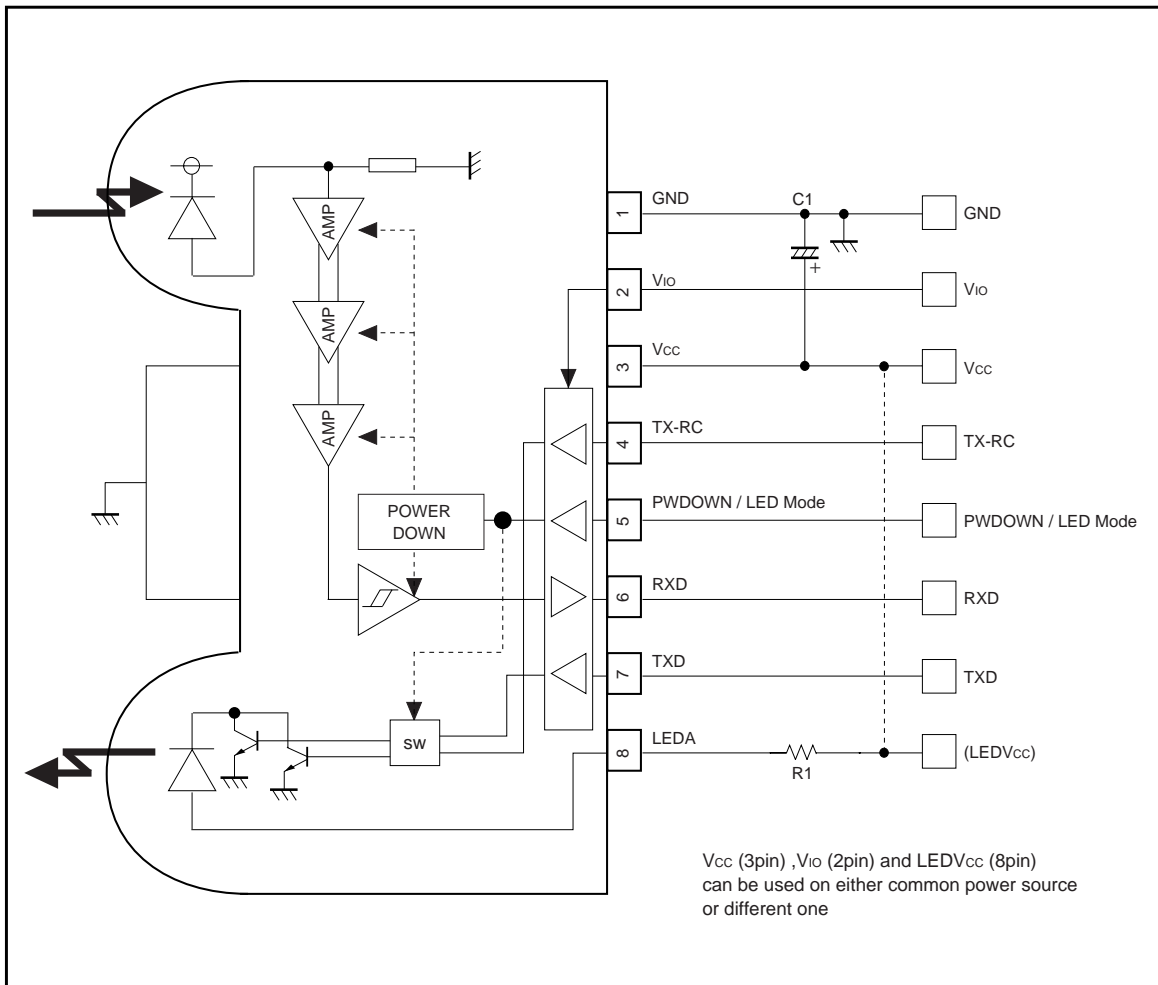 AMP
AMP
AMP
POWER
DOWN
SW
1
GND
C1
+
GND
2
VIO
VIO
3
VCC
VCC
4
TX-RC
TX-RC
5
PWDOWN / LED Mode
PWDOWN / LED Mode
6
RXD
RXD
7
TXD
TXD
8
LEDA
R1
(LEDVCC)
VCC (3pin) ,VIO (2pin) and LEDVCC (8pin)
can be used on either common power source
or different one